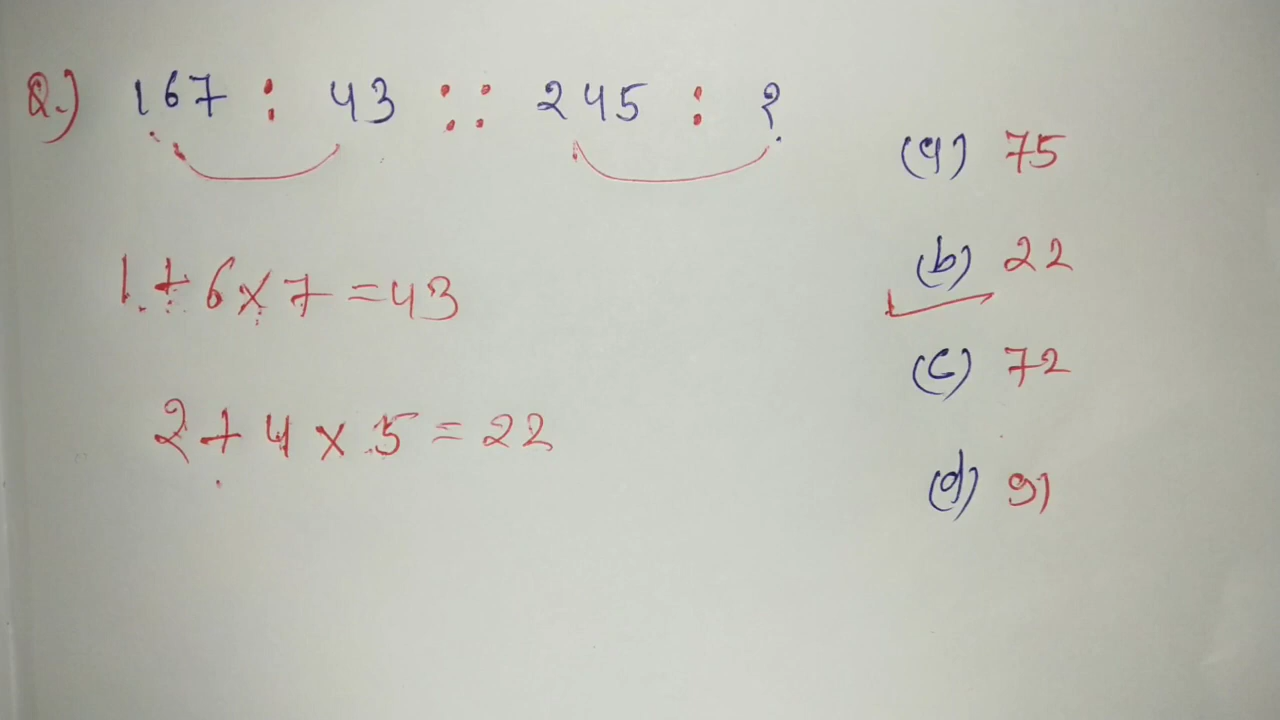 Q.) 167 : 43 :: 245 : ?
(a) 75
(b) 22
(c) 72
(d) 91
1 + 6 × 7 = 43
2 + 4 × 5 = 22